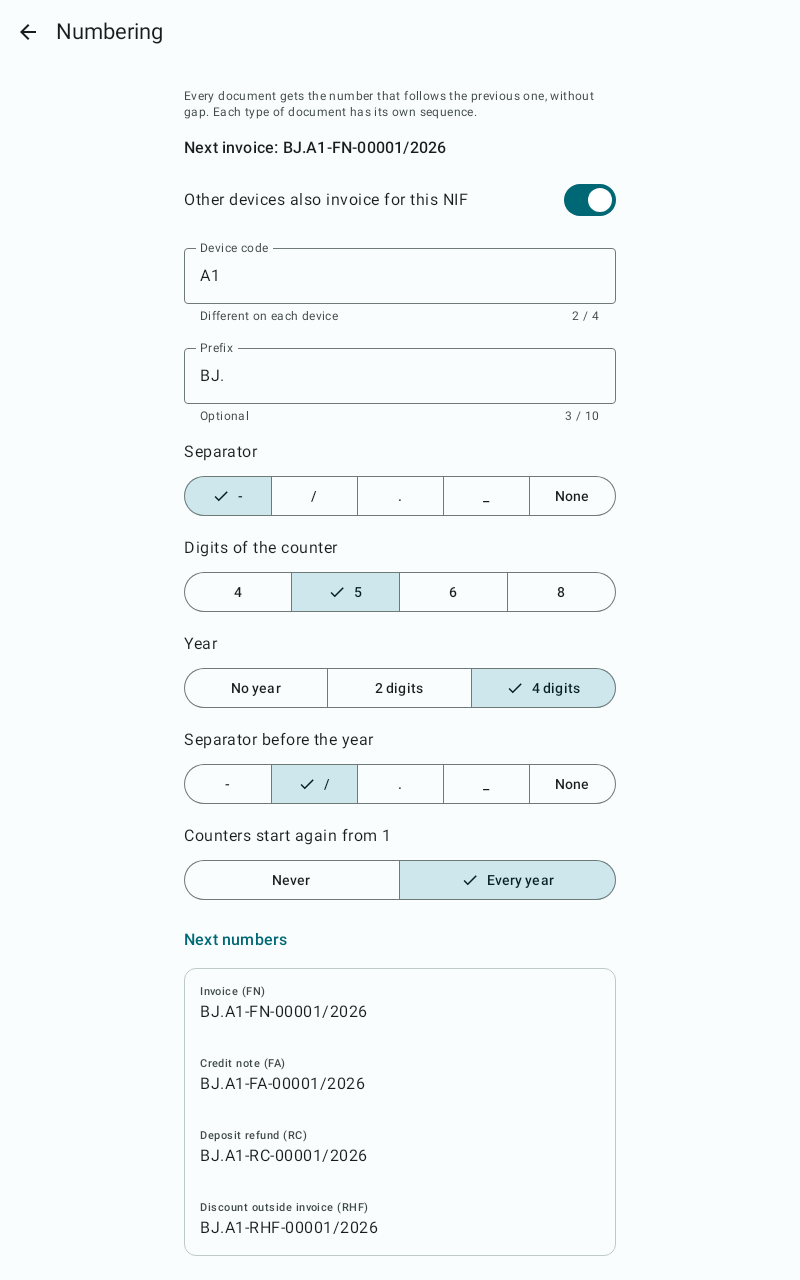 Numbering
Every document gets the number that follows the previous one, without
gap. Each type of document has its own sequence.
Next invoice: BJ.A1-FN-00001/2026
Other devices also invoice for this NIF
Device code
A1
Different on each device 2 / 4
Prefix
BJ.
Optional 3 / 10
Separator
- / . _ None
Digits of the counter
4 5 6 8
Year
No year 2 digits 4 digits
Separator before the year
- / . _ None
Counters start again from 1
Never Every year
Next numbers
Invoice (FN)
BJ.A1-FN-00001/2026
Credit note (FA)
BJ.A1-FA-00001/2026
Deposit refund (RC)
BJ.A1-RC-00001/2026
Discount outside invoice (RHF)
BJ.A1-RHF-00001/2026